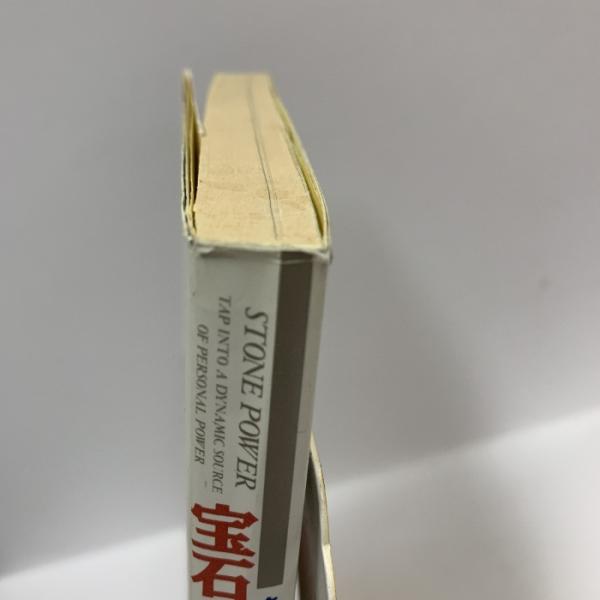 STONE POWER
TAP INTO A DYNAMIC SOURCE
OF PERSONAL POWER
宝石